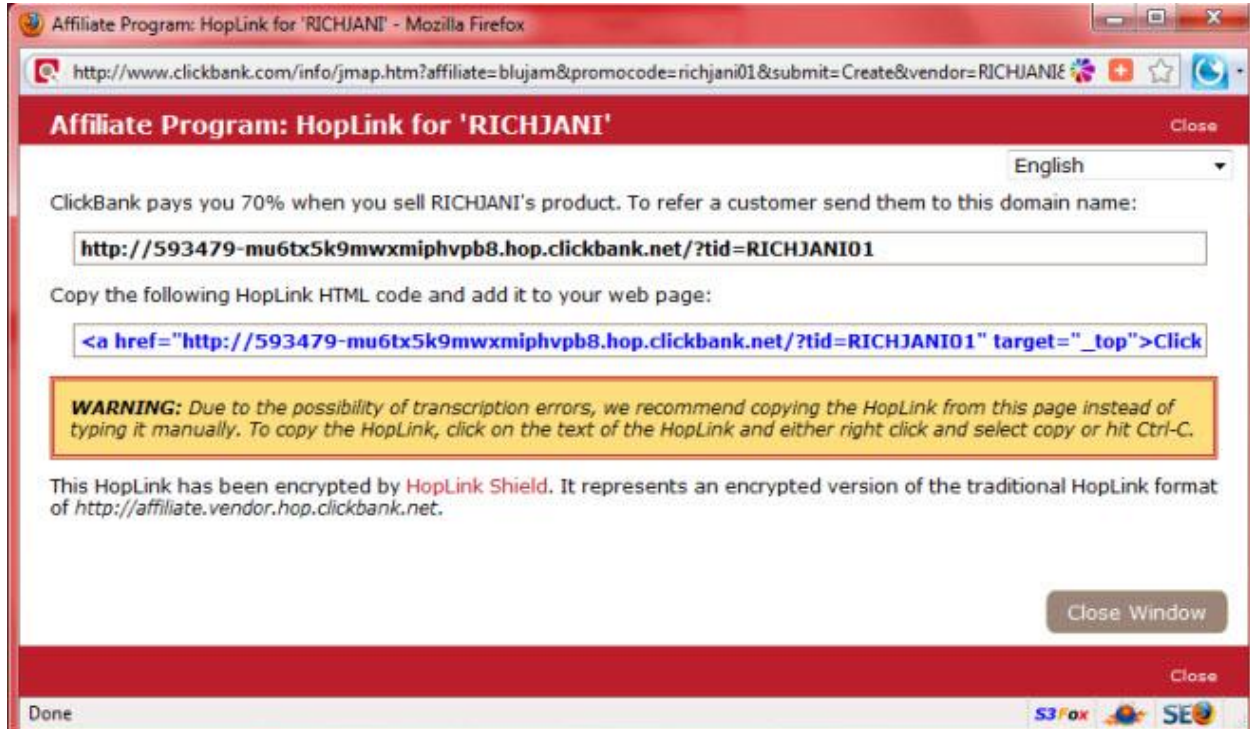 Affiliate Program: HopLink for 'RICHJANI' - Mozilla Firefox
http://www.clickbank.com/info/jmap.htm?affiliate=blujam&promocode=richjani01&submit=Create&vendor=RICHJANI&
Affiliate Program: HopLink for 'RICHJANI'
Close
English
ClickBank pays you 70% when you sell RICHJANI's product. To refer a customer send them to this domain name:
http://593479-mu6tx5k9mwxmiphvpb8.hop.clickbank.net/?tid=RICHJANI01
Copy the following HopLink HTML code and add it to your web page:
<a href="http://593479-mu6tx5k9mwxmiphvpb8.hop.clickbank.net/?tid=RICHJANI01" target="_top">Click
WARNING: Due to the possibility of transcription errors, we recommend copying the HopLink from this page instead of
typing it manually. To copy the HopLink, click on the text of the HopLink and either right click and select copy or hit Ctrl-C.
This HopLink has been encrypted by HopLink Shield. It represents an encrypted version of the traditional HopLink format
of http://affiliate.vendor.hop.clickbank.net.
Close Window
Close
Done
S3Fox
SEO